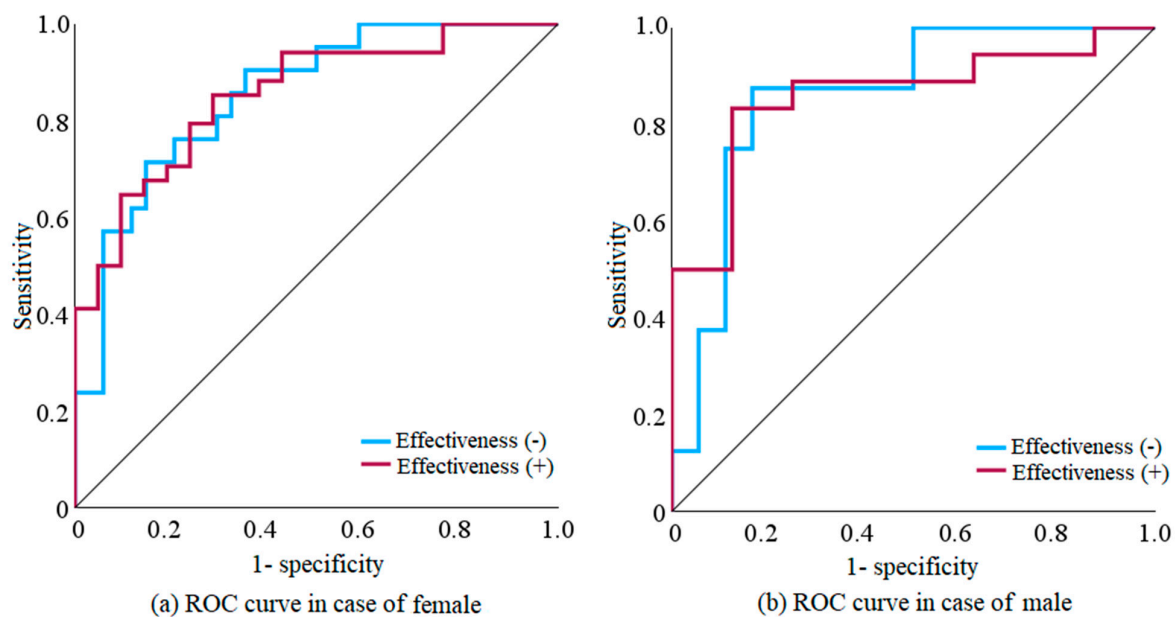 1.0
0.8
0.6
0.4
0.2
0
Sensitivity
Effectiveness (-)
Effectiveness (+)
0 0.2 0.4 0.6 0.8 1.0
1- specificity
(a) ROC curve in case of female
1.0
0.8
0.6
0.4
0.2
0
Sensitivity
Effectiveness (-)
Effectiveness (+)
0 0.2 0.4 0.6 0.8 1.0
1- specificity
(b) ROC curve in case of male